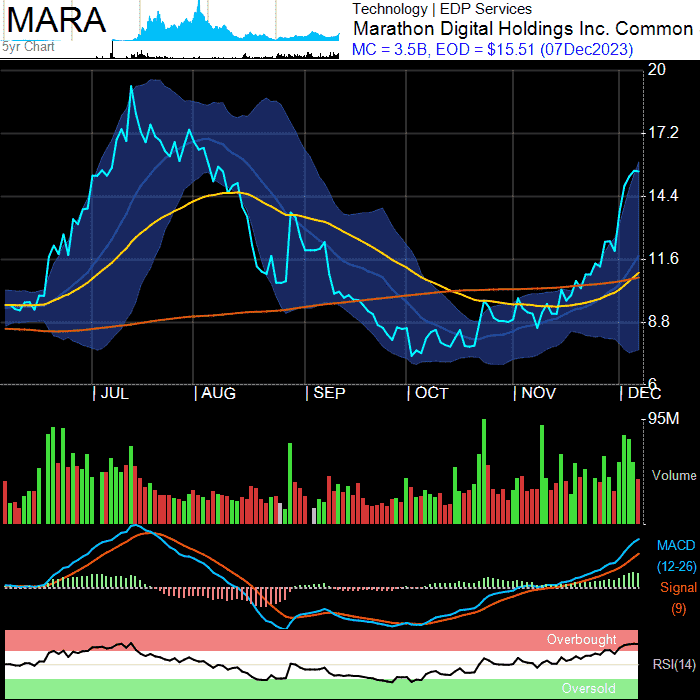 MARA
5yr Chart
Technology | EDP Services
Marathon Digital Holdings Inc. Common
MC = 3.5B, EOD = $15.51 (07Dec2023)
20
17.2
14.4
11.6
8.8
6
JUL
AUG
SEP
OCT
NOV
DEC
95M
Volume
MACD
(12-26)
Signal
(9)
Overbought
RSI(14)
Oversold